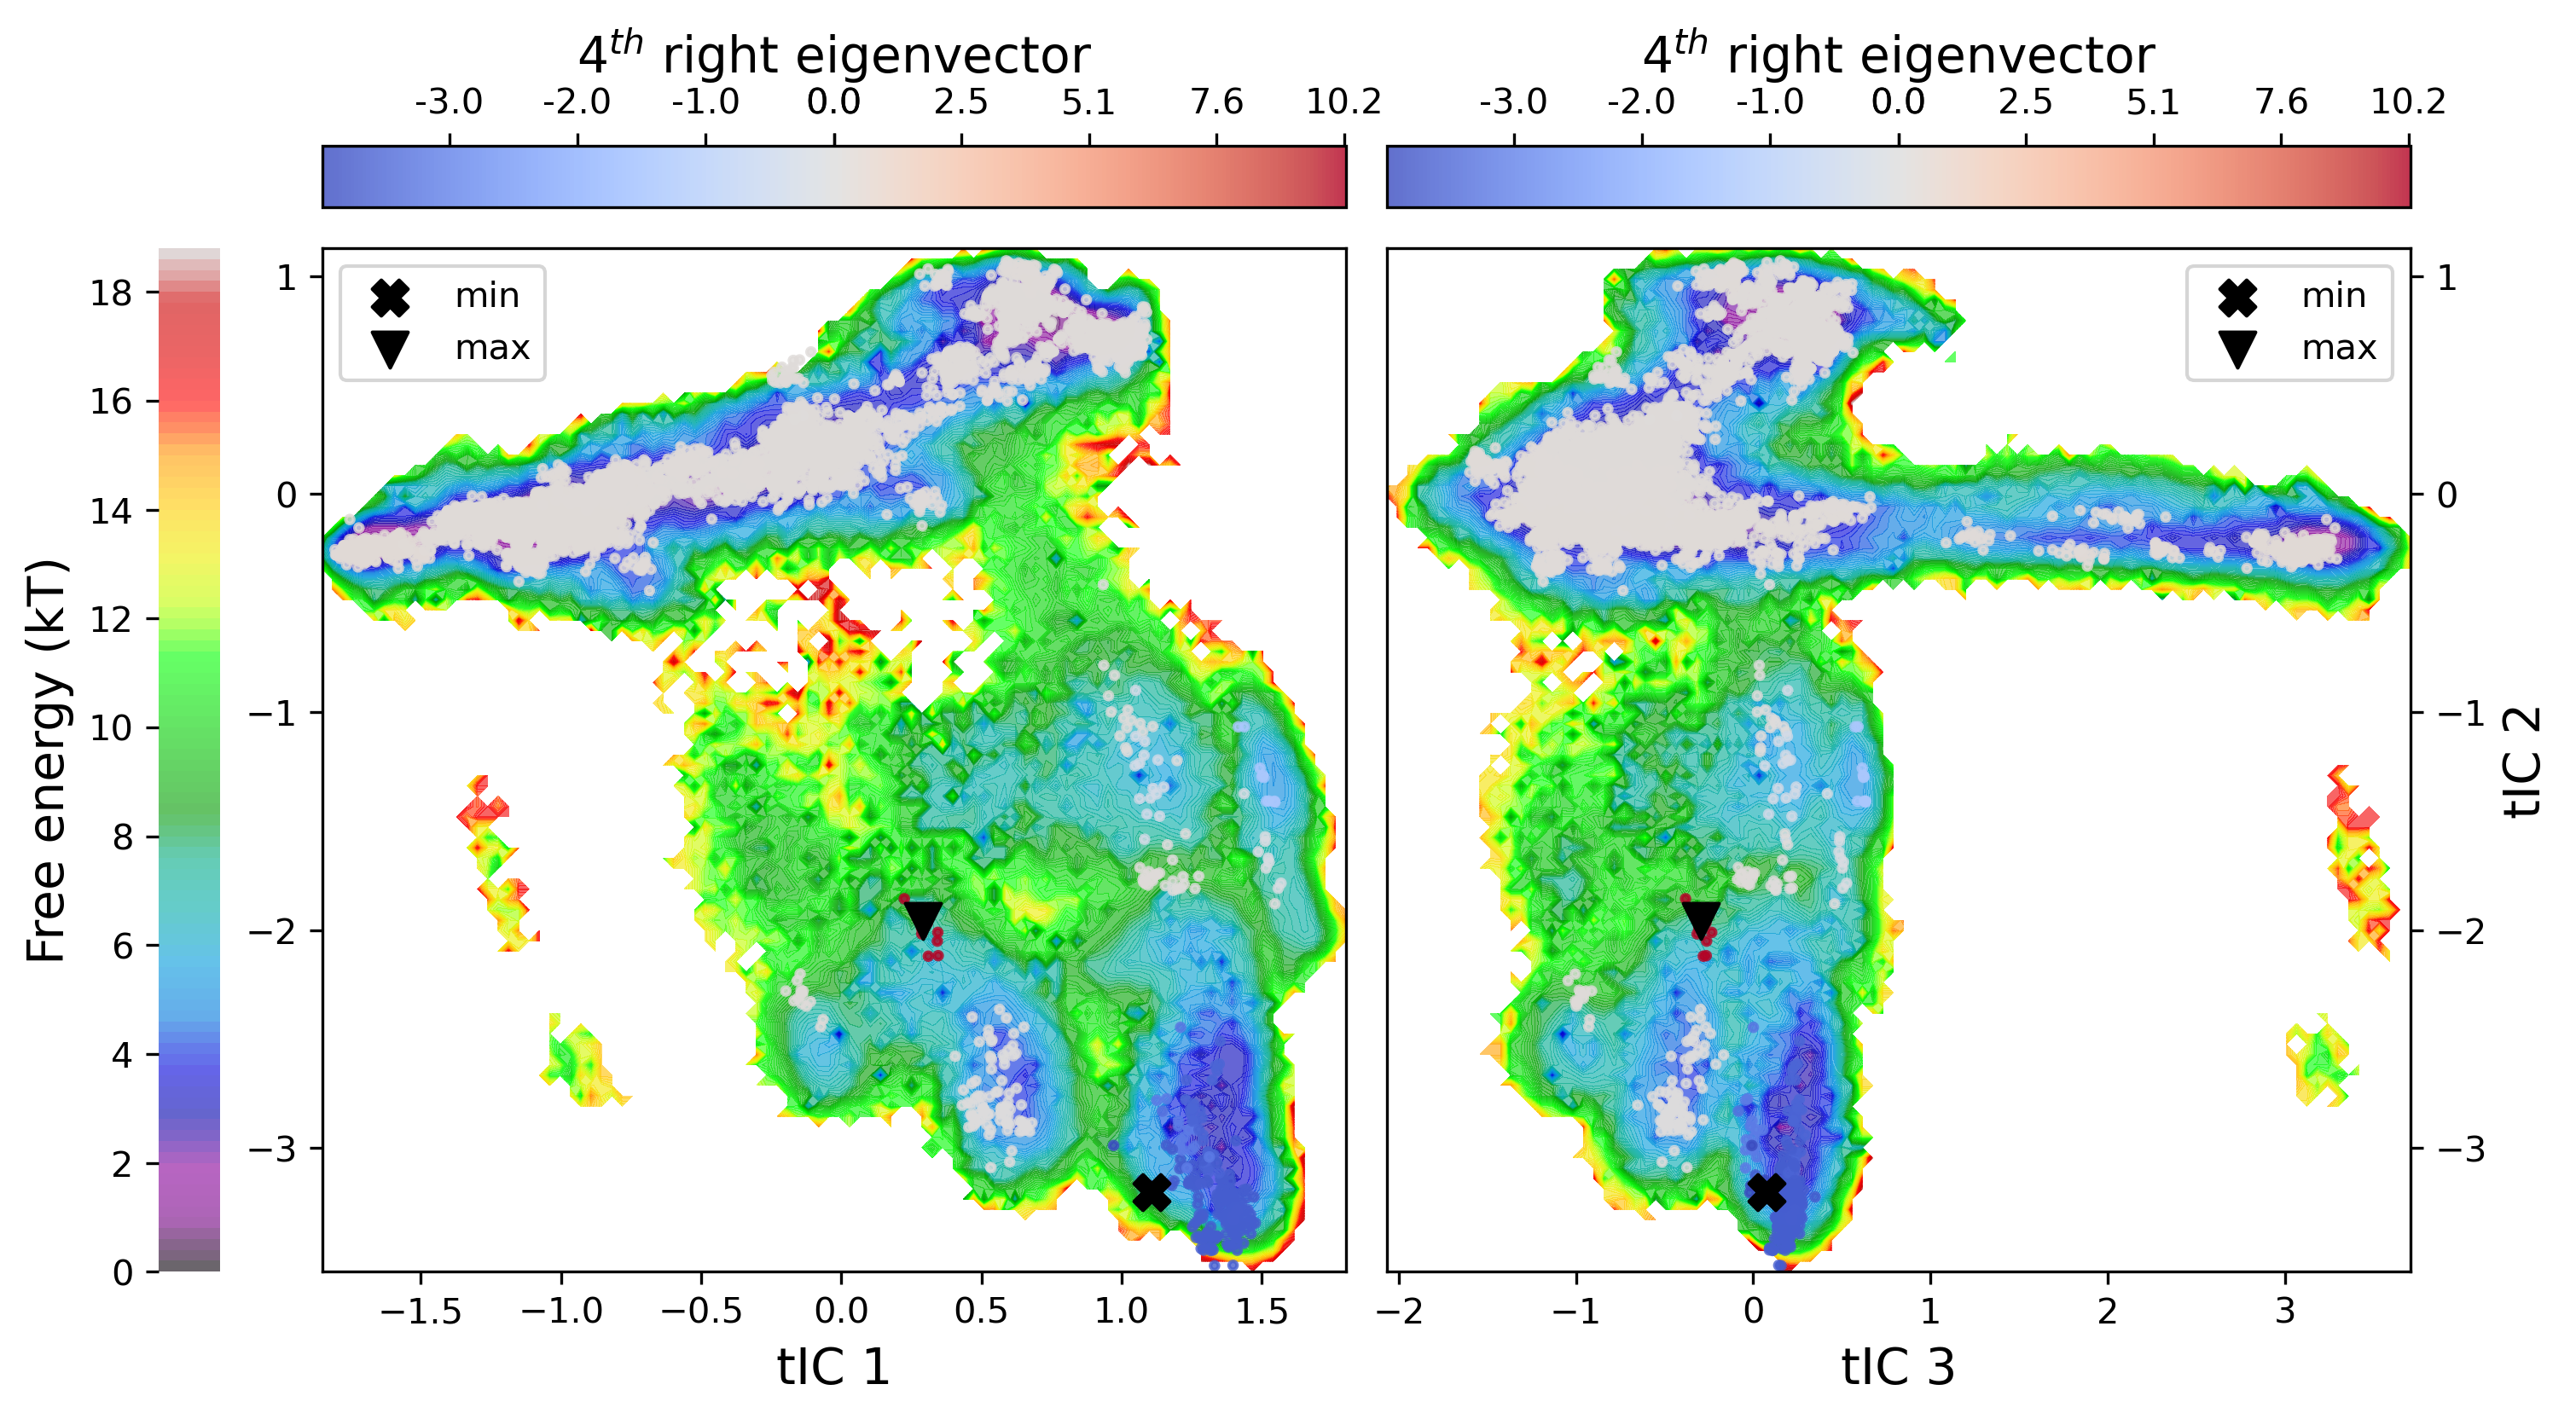 4th right eigenvector 4th right eigenvector
-3.0 -2.0 -1.0 0.0 2.5 5.1 7.6 10.2 -3.0 -2.0 -1.0 0.0 2.5 5.1 7.6 10.2
Free energy (kT)
18
16
14
12
10
8
6
4
2
0
1
0
−1
−2
−3
min
max
min
max
1
0
−1
−2
−3
tIC 2
−1.5 −1.0 −0.5 0.0 0.5 1.0 1.5 −2 −1 0 1 2 3
tIC 1 tIC 3